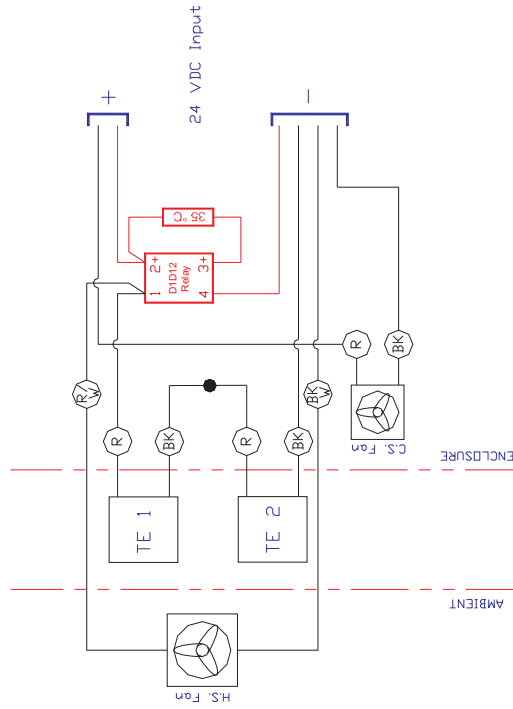 +
24 VDC Input
–
35 °C
2+
3+
D1D12
Relay
1
4
R/
W
R
BK
R
BK
BK
W
R
BK
C.S. Fan
ENCLOSURE
TE 1
TE 2
AMBIENT
H.S. Fan